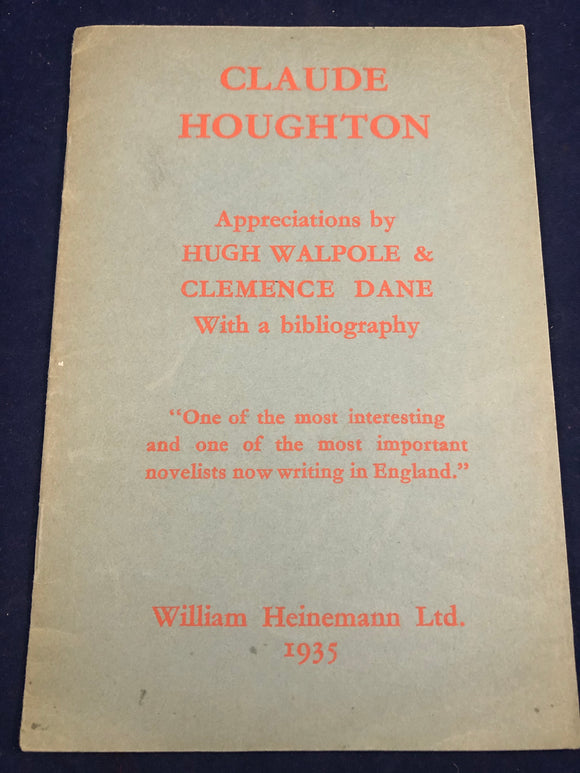 CLAUDE
HOUGHTON
Appreciations by
HUGH WALPOLE &
CLEMENCE DANE
With a bibliography
“One of the most interesting
and one of the most important
novelists now writing in England.”
William Heinemann Ltd.
1935